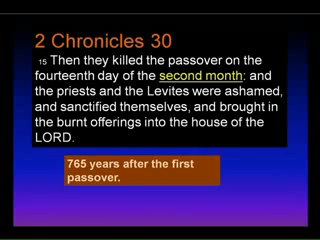 2 Chronicles 30
15 Then they killed the passover on the
fourteenth day of the second month: and
the priests and the Levites were ashamed,
and sanctified themselves, and brought in
the burnt offerings into the house of the
LORD.
765 years after the first
passover.